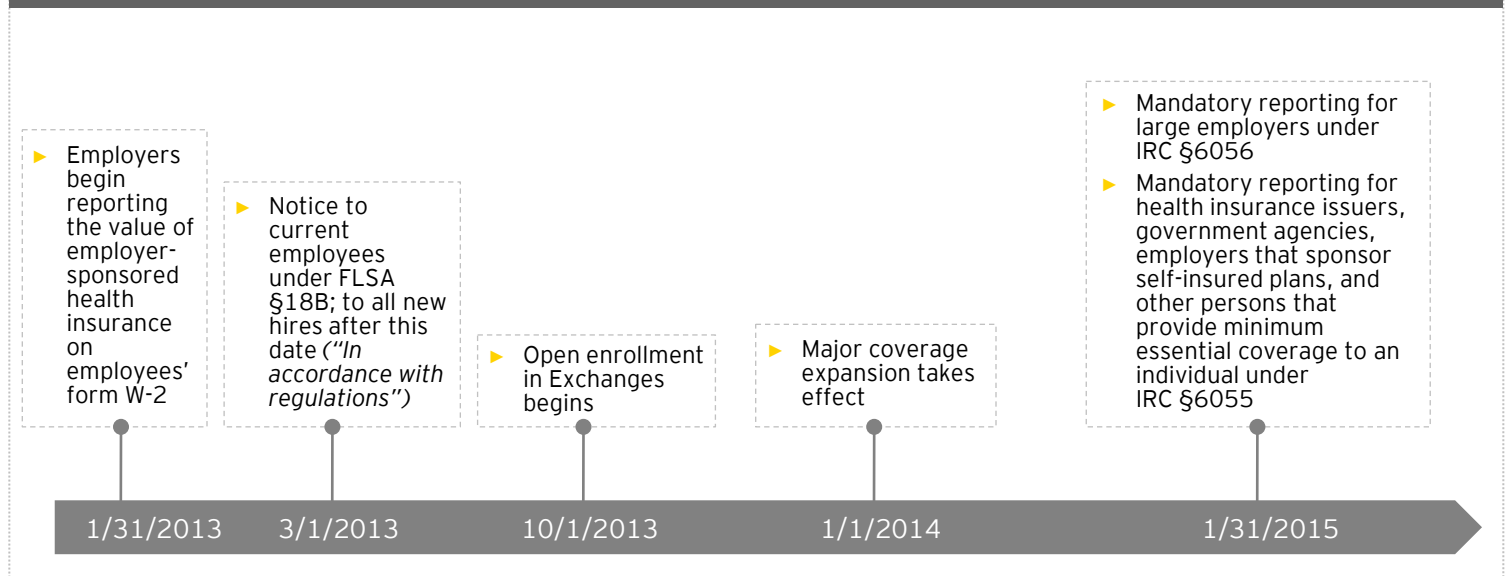 ► Employers
begin
reporting
the value of
employer-
sponsored
health
insurance
on
employees'
form W-2
► Notice to
current
employees
under FLSA
§18B; to all new
hires after this
date ("In
accordance with
regulations")
► Open enrollment
in Exchanges
begins
► Major coverage
expansion takes
effect
► Mandatory reporting for
large employers under
IRC §6056
► Mandatory reporting for
health insurance issuers,
government agencies,
employers that sponsor
self-insured plans, and
other persons that
provide minimum
essential coverage to an
individual under
IRC §6055
1/31/2013 3/1/2013 10/1/2013 1/1/2014 1/31/2015